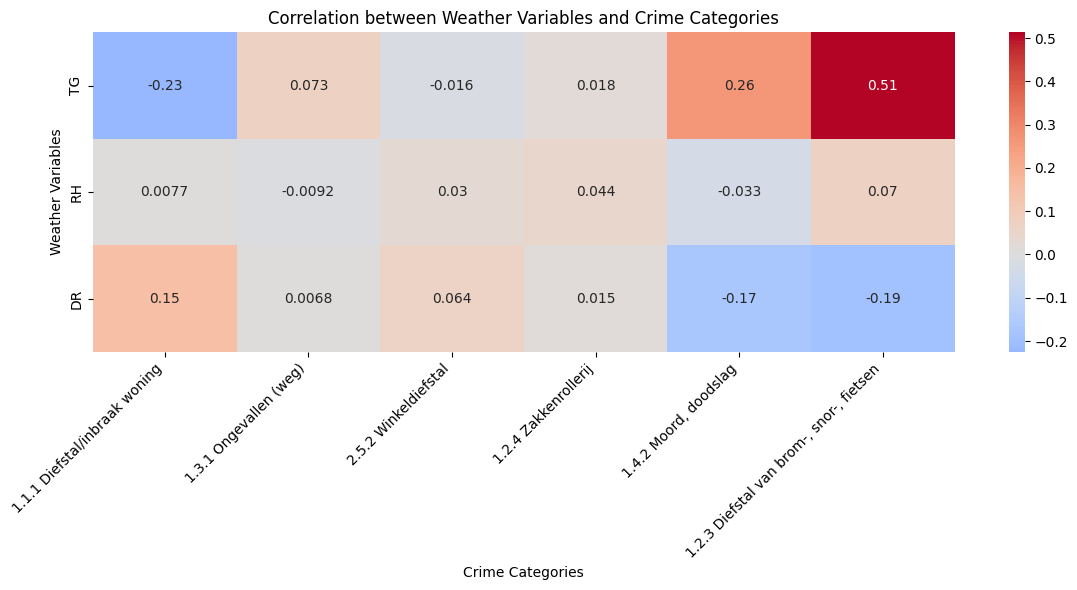 Correlation between Weather Variables and Crime Categories
Weather Variables
TG
-0.23 0.073 -0.016 0.018 0.26 0.51
RH
0.0077 -0.0092 0.03 0.044 -0.033 0.07
DR
0.15 0.0068 0.064 0.015 -0.17 -0.19
1.1.1 Diefstal/inbraak woning
1.3.1 Ongevallen (weg)
2.5.2 Winkeldiefstal
1.2.4 Zakkenrollerij
1.4.2 Moord, doodslag
1.2.3 Diefstal van brom-, snor-, fietsen
Crime Categories
0.5
0.4
0.3
0.2
0.1
0.0
−0.1
−0.2